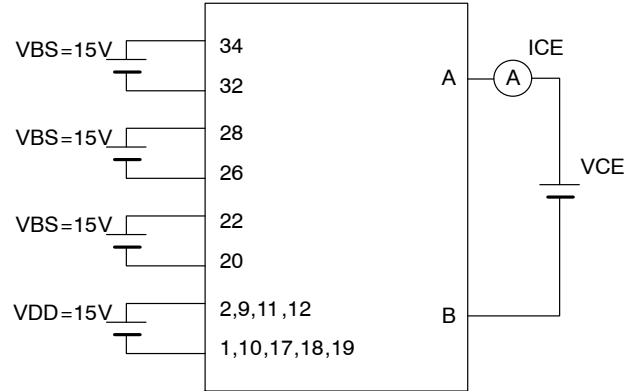 VBS=15V
34
32
VBS=15V
28
26
VBS=15V
22
20
VDD=15V
2,9,11,12
1,10,17,18,19
A
ICE
A
VCE
B